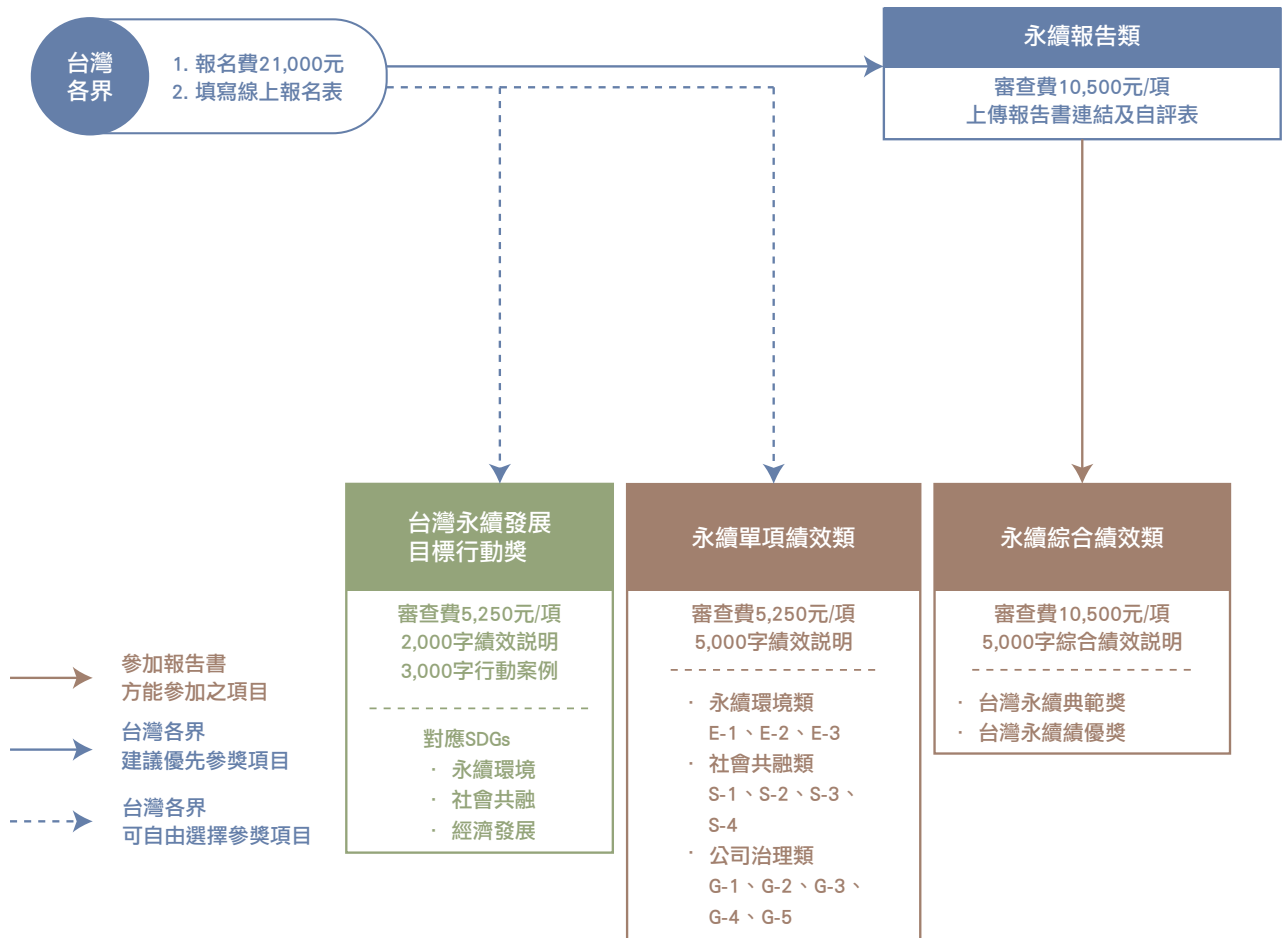 台灣
各界
1. 報名費21,000元
2. 填寫線上報名表
永續報告類
審查費10,500元/項
上傳報告書連結及自評表
台灣永續發展
目標行動獎
審查費5,250元/項
2,000字績效説明
3,000字行動案例
對應SDGs
· 永續環境
· 社會共融
· 經濟發展
永續單項績效類
審查費5,250元/項
5,000字績效説明
· 永續環境類
E-1、E-2、E-3
· 社會共融類
S-1、S-2、S-3、
S-4
· 公司治理類
G-1、G-2、G-3、
G-4、G-5
永續綜合績效類
審查費10,500元/項
5,000字綜合績效説明
· 台灣永續典範獎
· 台灣永續績優獎
參加報告書
方能參加之項目
台灣各界
建議優先參獎項目
台灣各界
可自由選擇參獎項目